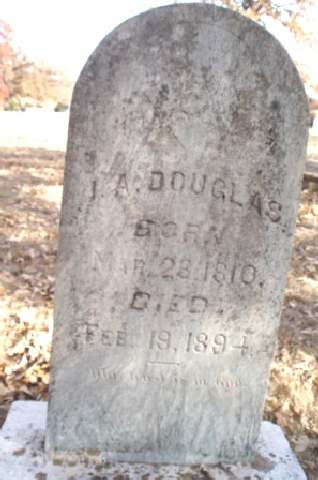 J. A. DOUGLAS
BORN
MAR. 28, 1810.
DIED
FEB. 19, 1894.